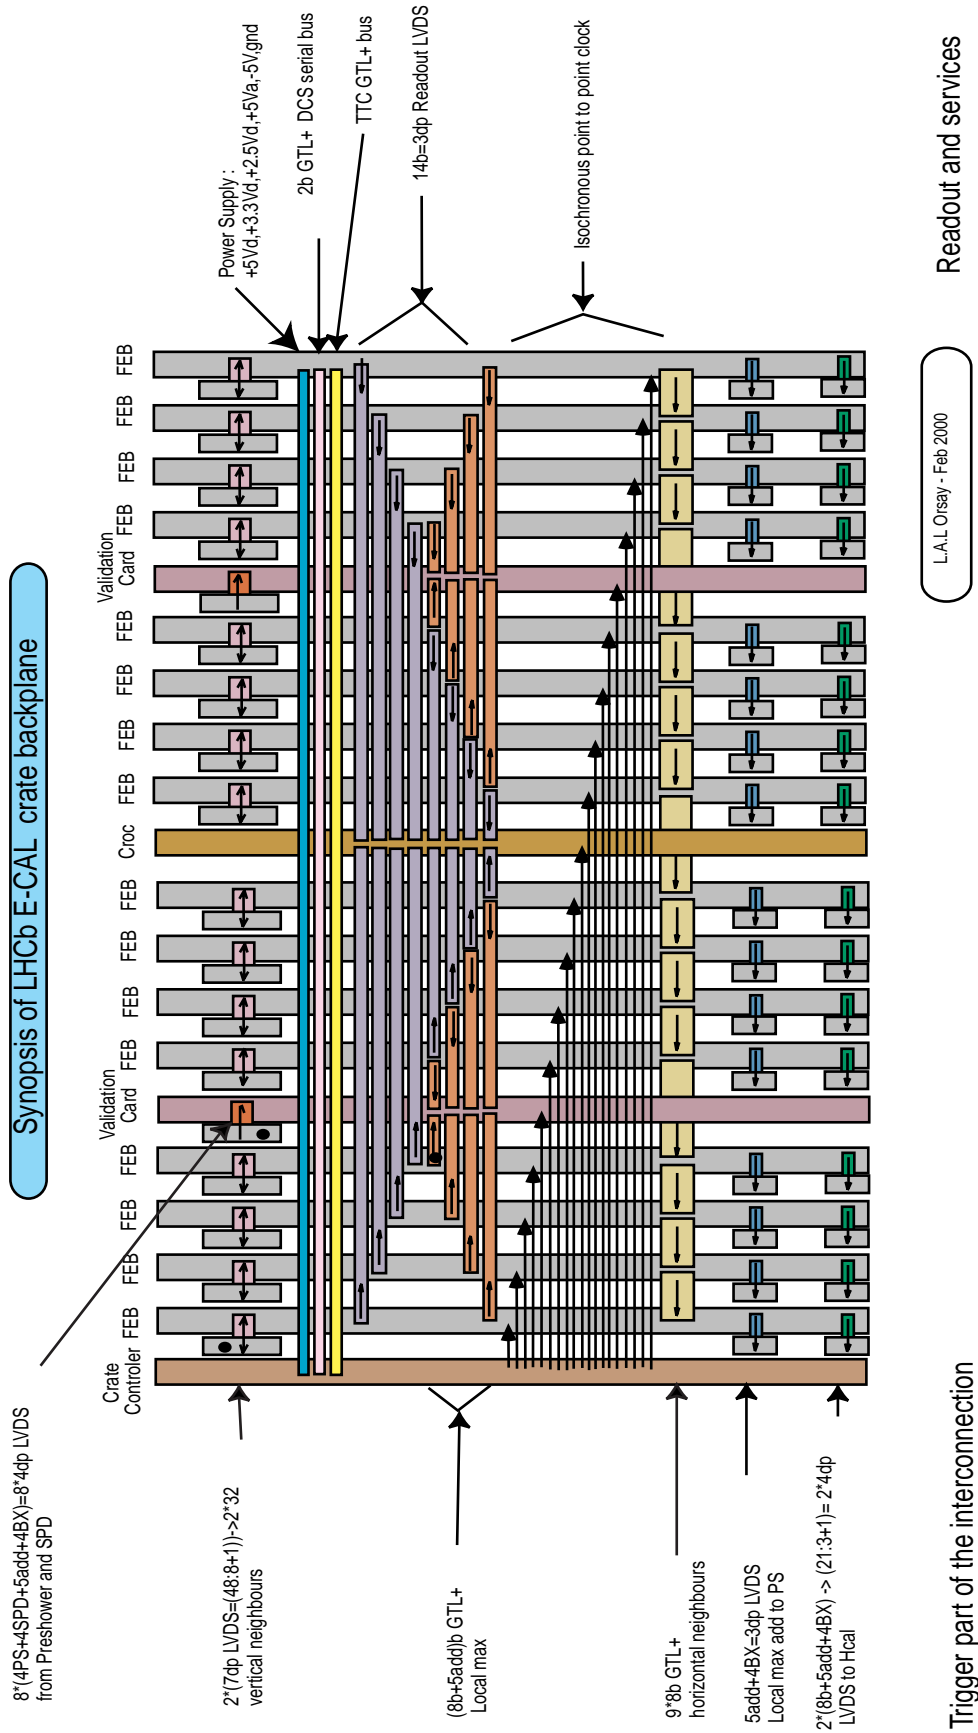 Synopsis of LHCb E-CAL crate backplane
8*(4PS+4SPD+5add+4BX)=8*4dp LVDS
from Preshower and SPD
Power Supply :
+5Vd,+3.3Vd,+2.5Vd,+5Va,-5V,gnd
2b GTL+ DCS serial bus
TTC GTL+ bus
14b=3dp Readout LVDS
Isochronous point to point clock
Crate
Controler
FEB
FEB
FEB
FEB
Validation
Card
FEB
FEB
FEB
FEB
Croc
FEB
FEB
FEB
FEB
Validation
Card
FEB
FEB
FEB
FEB
2*(7dp LVDS=(48:8+1))->2*32
vertical neighbours
(8b+5add)b GTL+
Local max
9*8b GTL+
horizontal neighbours
5add+4BX=3dp LVDS
Local max add to PS
2*(8b+5add+4BX) -> (21:3+1)= 2*4dp
LVDS to Hcal
Trigger part of the interconnection
L.A.L Orsay - Feb 2000
Readout and services